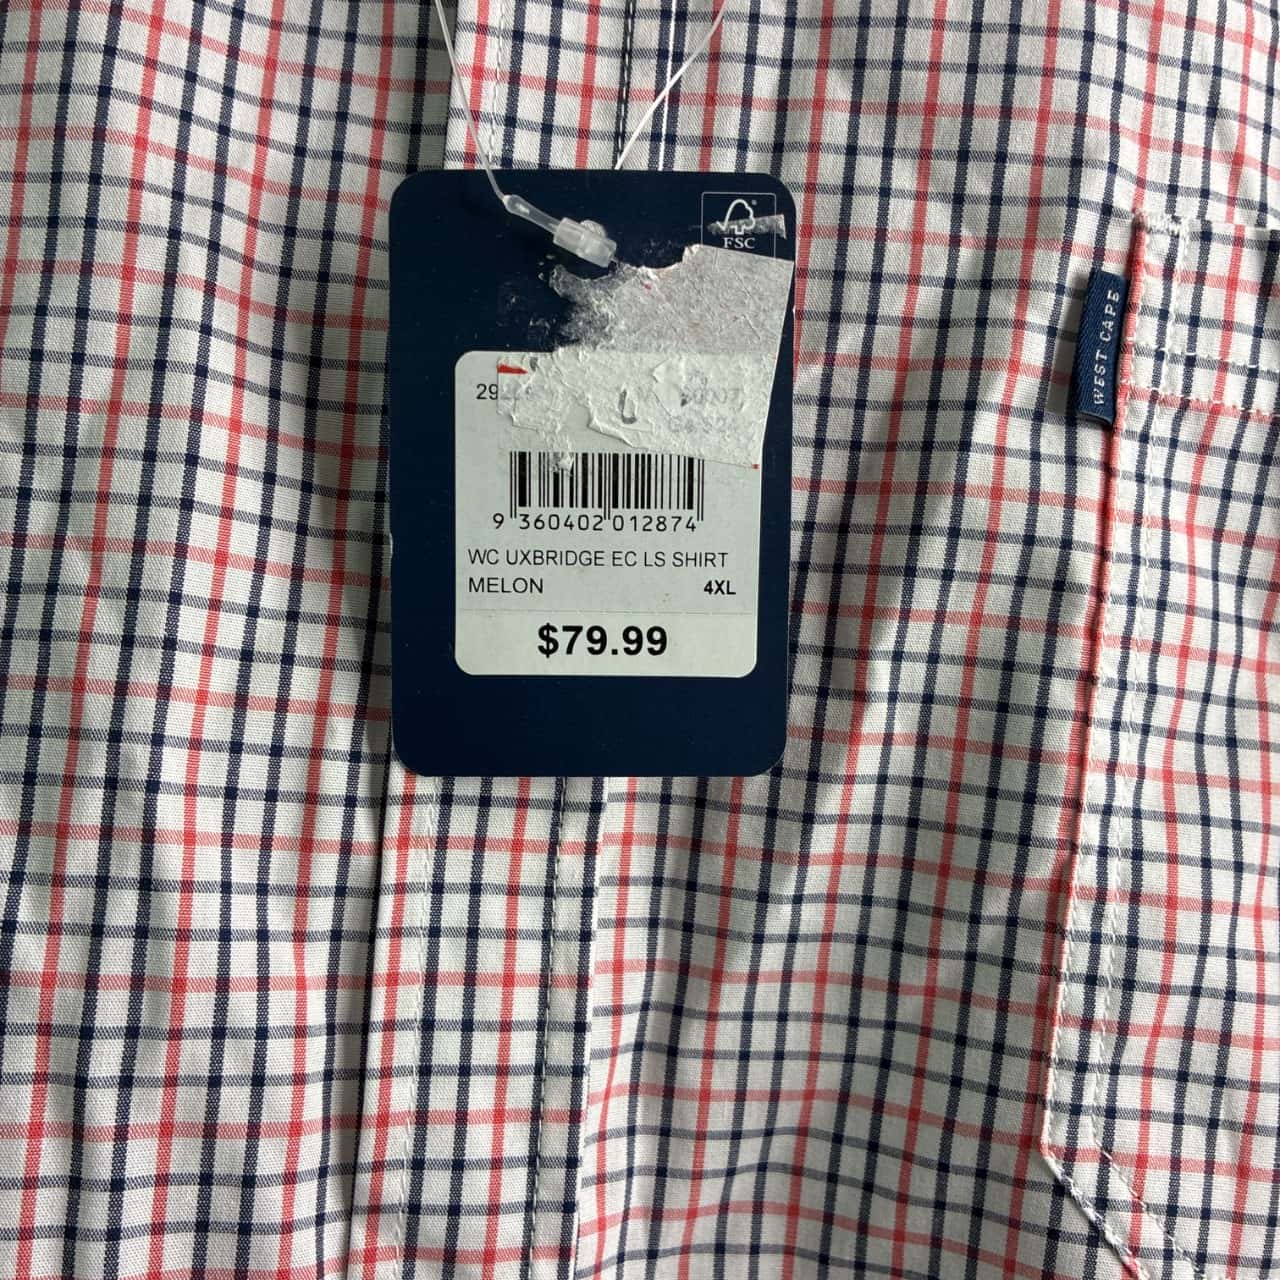 FSC
WEST CAPE
9 360402 012874
WC UXBRIDGE EC LS SHIRT
MELON 4XL
$79.99